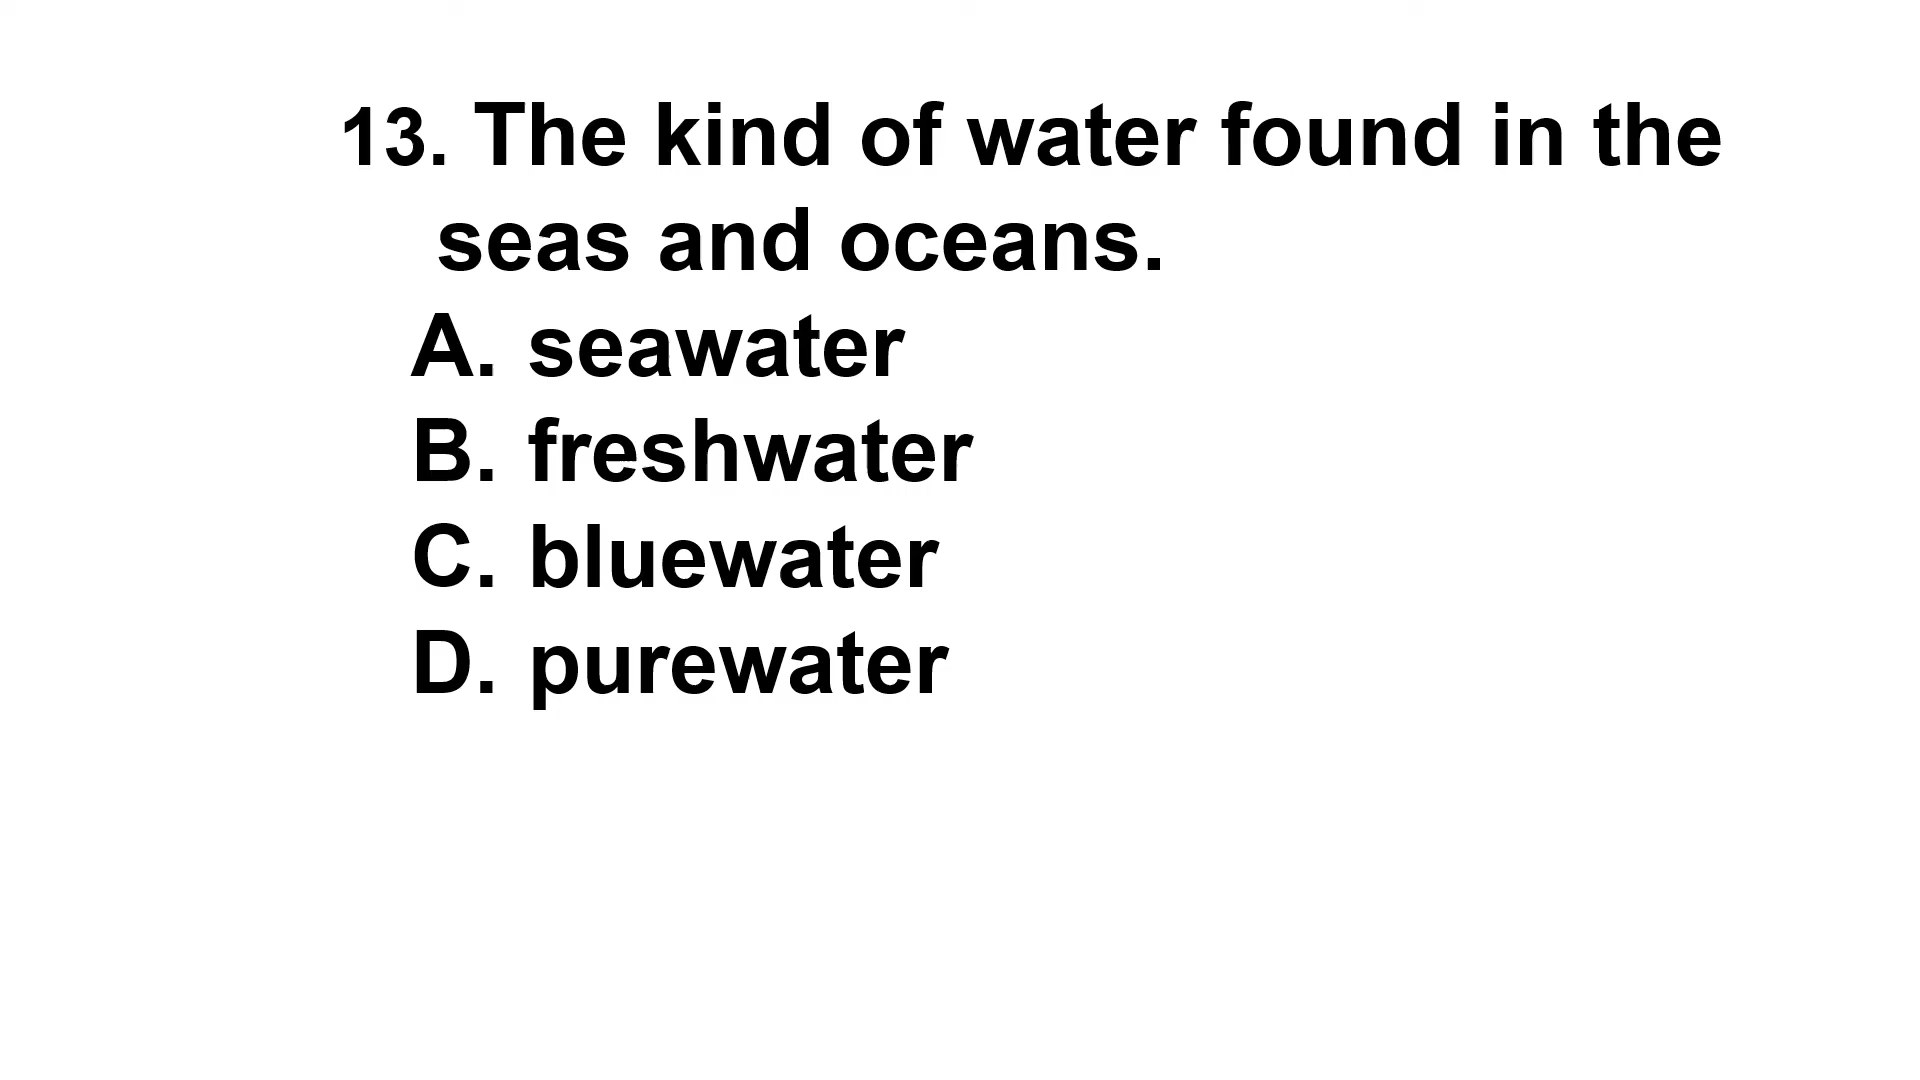 13. The kind of water found in the
seas and oceans.
A. seawater
B. freshwater
C. bluewater
D. purewater